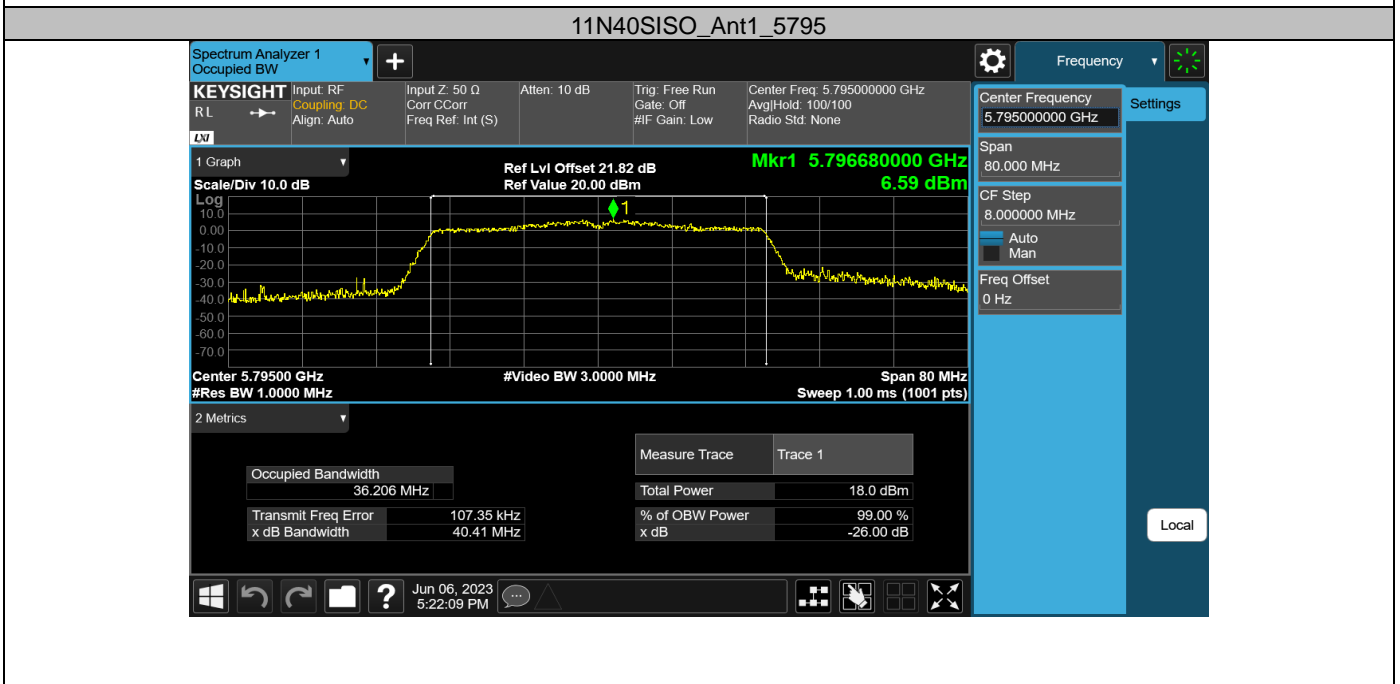 11N40SISO_Ant1_5795
Spectrum Analyzer 1
Occupied BW
Frequency
KEYSIGHT
RL
LXI
Input: RF
Coupling: DC
Align: Auto
Input Z: 50 Ω
Corr CCorr
Freq Ref: Int (S)
Atten: 10 dB
Trig: Free Run
Gate: Off
#IF Gain: Low
Center Freq: 5.795000000 GHz
Avg|Hold: 100/100
Radio Std: None
Center Frequency
5.795000000 GHz
Settings
Span
80.000 MHz
CF Step
8.000000 MHz
Auto
Man
Freq Offset
0 Hz
Local
1 Graph
Ref Lvl Offset 21.82 dB
Mkr1 5.796680000 GHz
Scale/Div 10.0 dB
Ref Value 20.00 dBm
6.59 dBm
Log
1
10.0
0.00
-10.0
-20.0
-30.0
-40.0
-50.0
-60.0
-70.0
Center 5.79500 GHz
#Video BW 3.0000 MHz
Span 80 MHz
#Res BW 1.0000 MHz
Sweep 1.00 ms (1001 pts)
2 Metrics
Measure Trace Trace 1
Occupied Bandwidth
36.206 MHz
Total Power 18.0 dBm
Transmit Freq Error 107.35 kHz
% of OBW Power 99.00 %
x dB Bandwidth 40.41 MHz
x dB -26.00 dB
?
Jun 06, 2023
5:22:09 PM